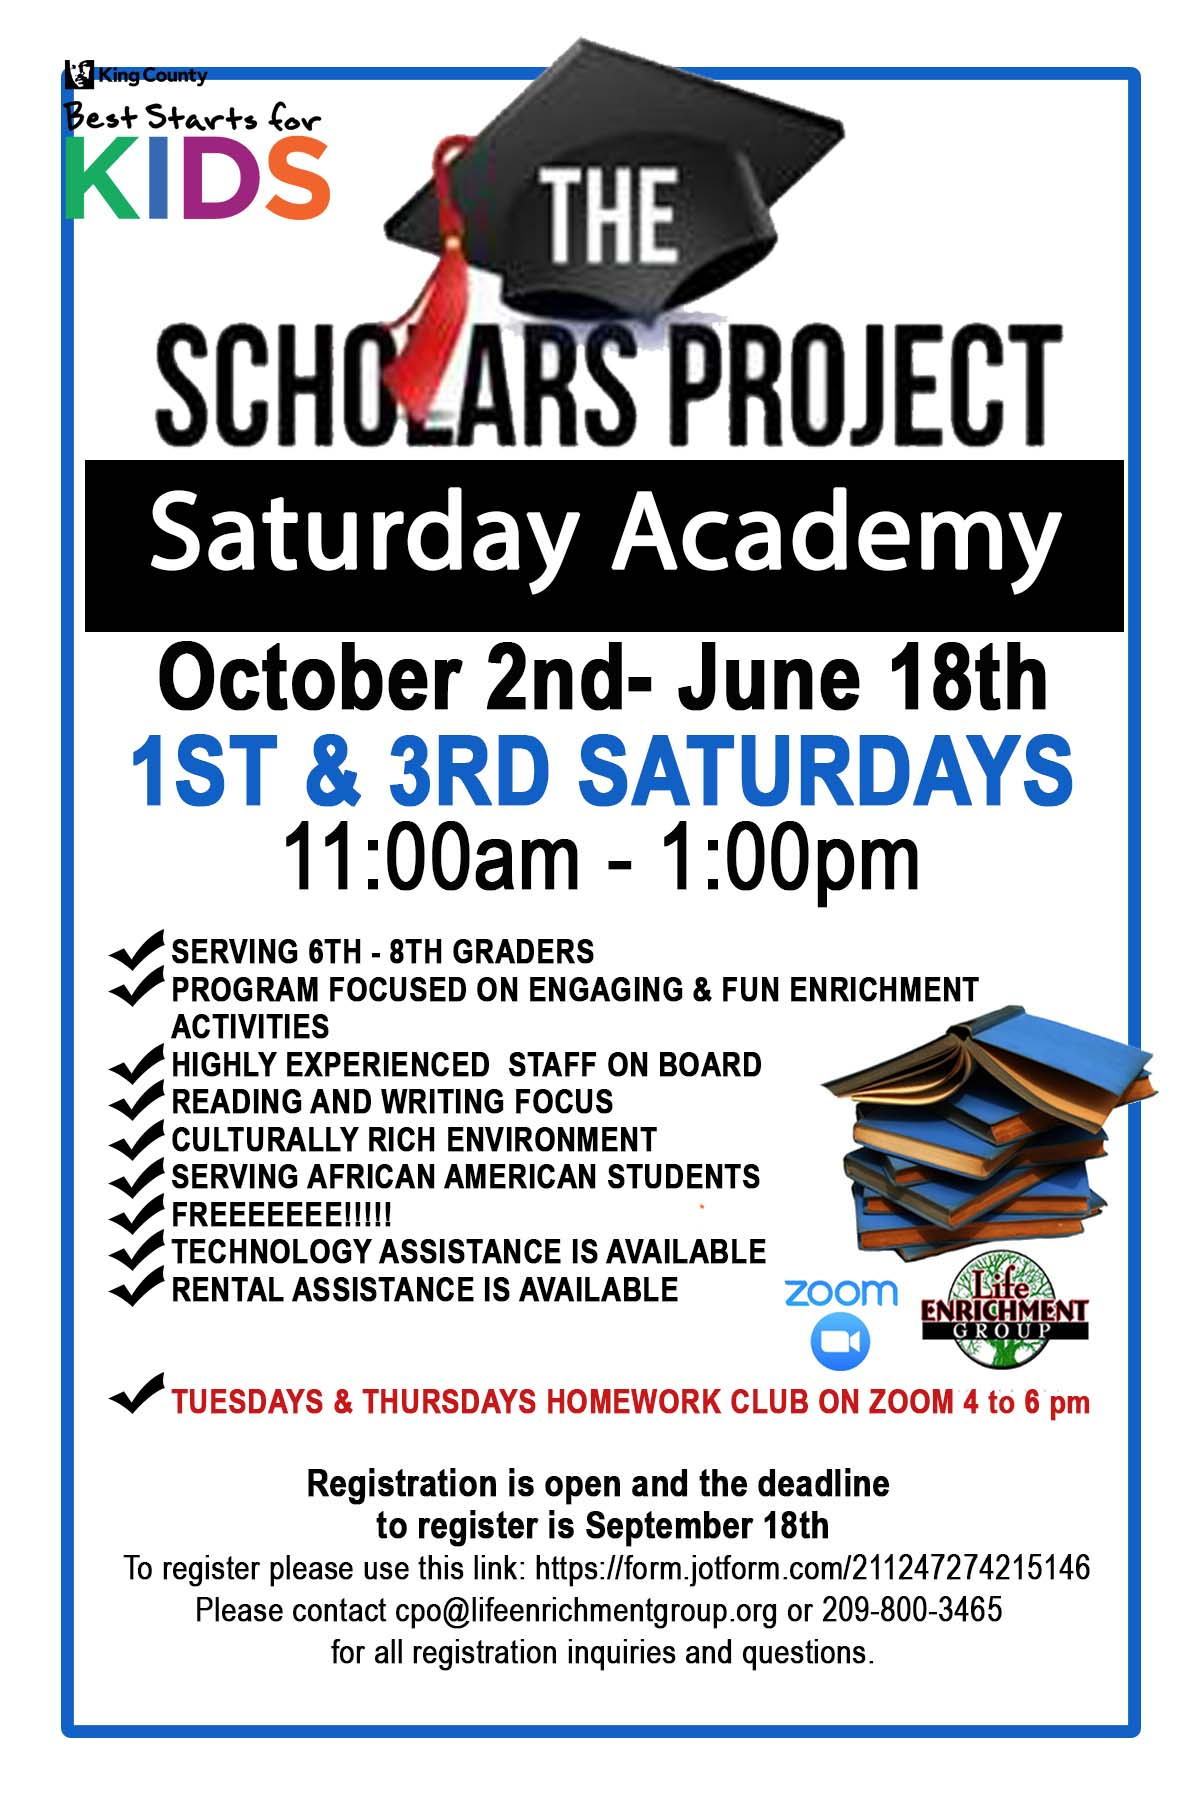 King County
Best Starts for
KIDS
THE
SCHOLARS PROJECT
Saturday Academy
October 2nd- June 18th
1ST & 3RD SATURDAYS
11:00am - 1:00pm
SERVING 6TH - 8TH GRADERS
PROGRAM FOCUSED ON ENGAGING & FUN ENRICHMENT
ACTIVITIES
HIGHLY EXPERIENCED STAFF ON BOARD
READING AND WRITING FOCUS
CULTURALLY RICH ENVIRONMENT
SERVING AFRICAN AMERICAN STUDENTS
FREEEEEEE!!!!!
TECHNOLOGY ASSISTANCE IS AVAILABLE
RENTAL ASSISTANCE IS AVAILABLE
zoom
Life
ENRICHMENT
GROUP
TUESDAYS & THURSDAYS HOMEWORK CLUB ON ZOOM 4 to 6 pm
Registration is open and the deadline
to register is September 18th
To register please use this link: https://form.jotform.com/211247274215146
Please contact cpo@lifeenrichmentgroup.org or 209-800-3465
for all registration inquiries and questions.